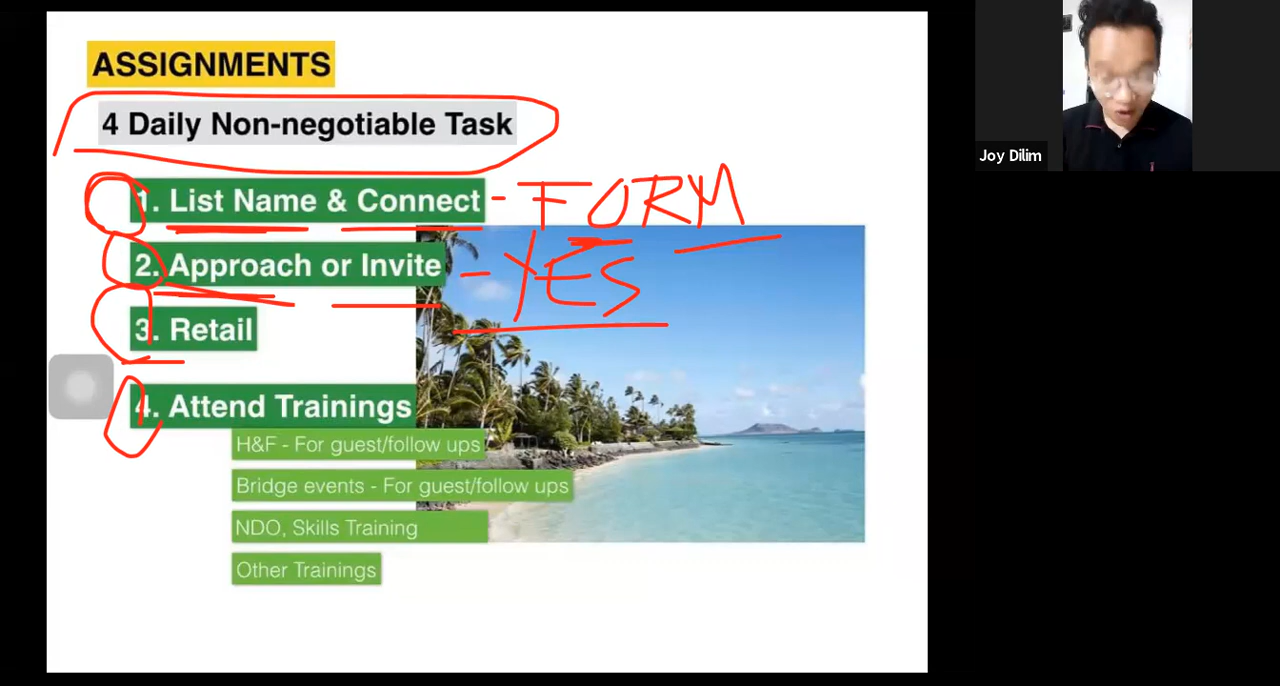 ASSIGNMENTS
4 Daily Non-negotiable Task
1. List Name & Connect - FORM
2. Approach or Invite - YES
3. Retail
4. Attend Trainings
H&F - For guest/follow ups
Bridge events - For guest/follow ups
NDO, Skills Training
Other Trainings
Joy Dilim